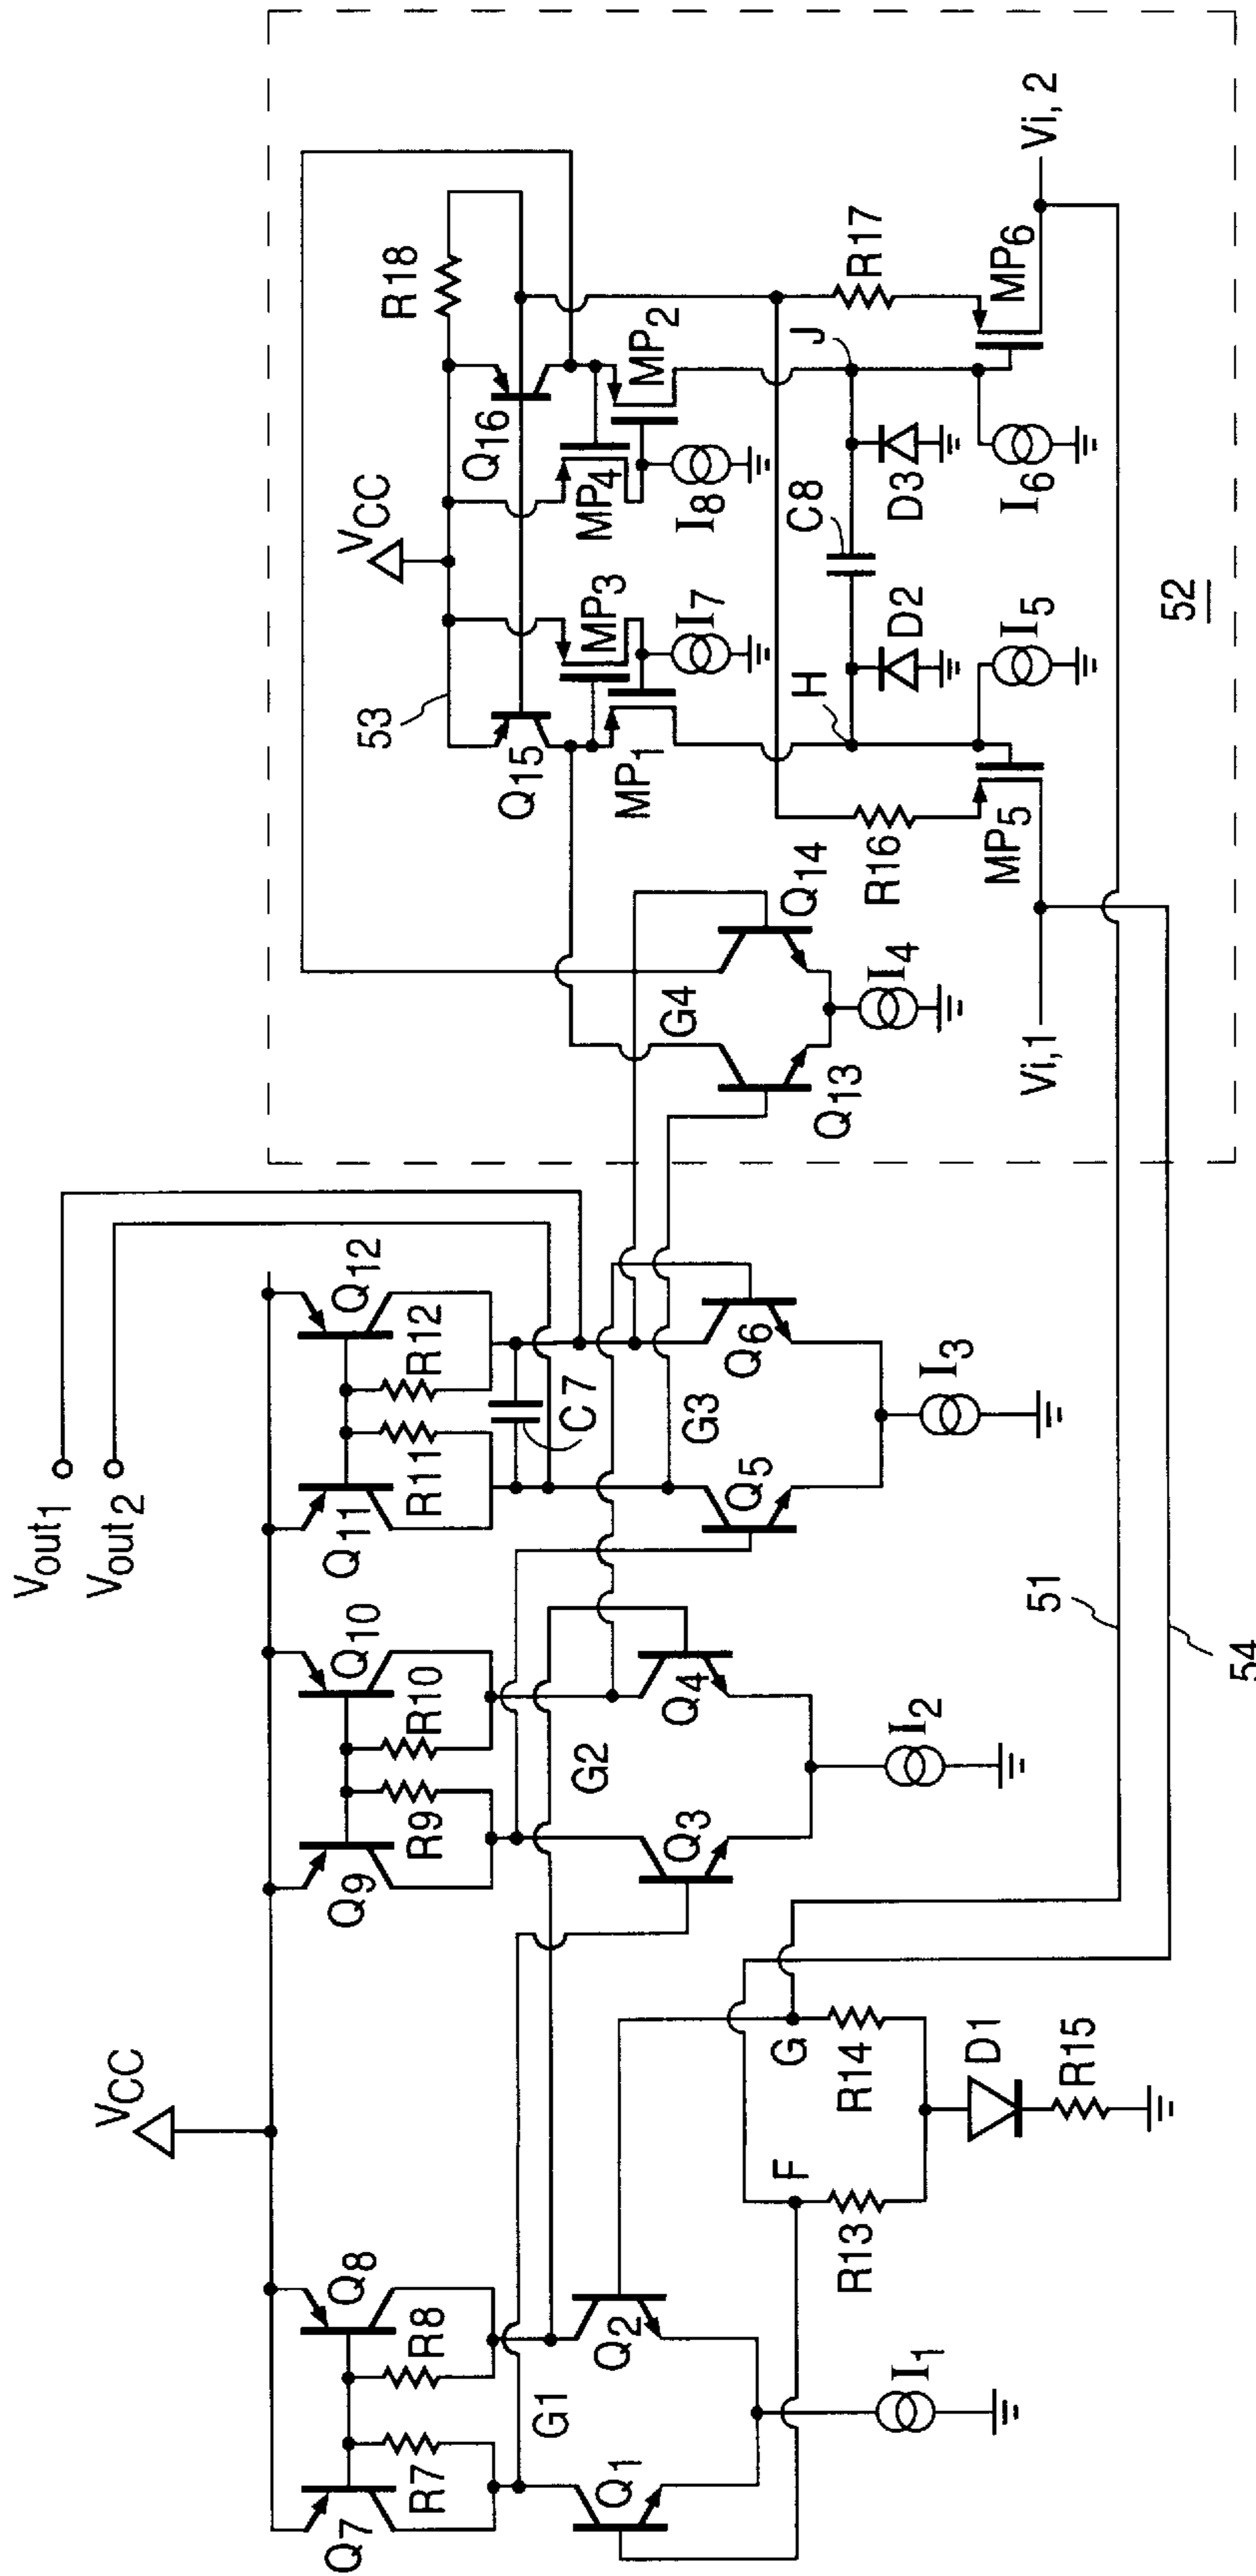 Vout1
Vout2
VCC
Q7
R7
R8
Q8
G1
Q1
Q2
I1
F
G
R13
R14
D1
R15
Q9
R9
R10
Q10
G2
Q3
Q4
I2
Q11
R11
R12
Q12
C7
G3
Q5
Q6
I3
51
54
53
VCC
R18
Q15
Q16
MP1
MP3
MP4
MP2
I7
I8
G4
Q13
Q14
I4
H
J
D2
C8
D3
R16
R17
MP5
MP6
I5
I6
Vi,1
Vi,2
52